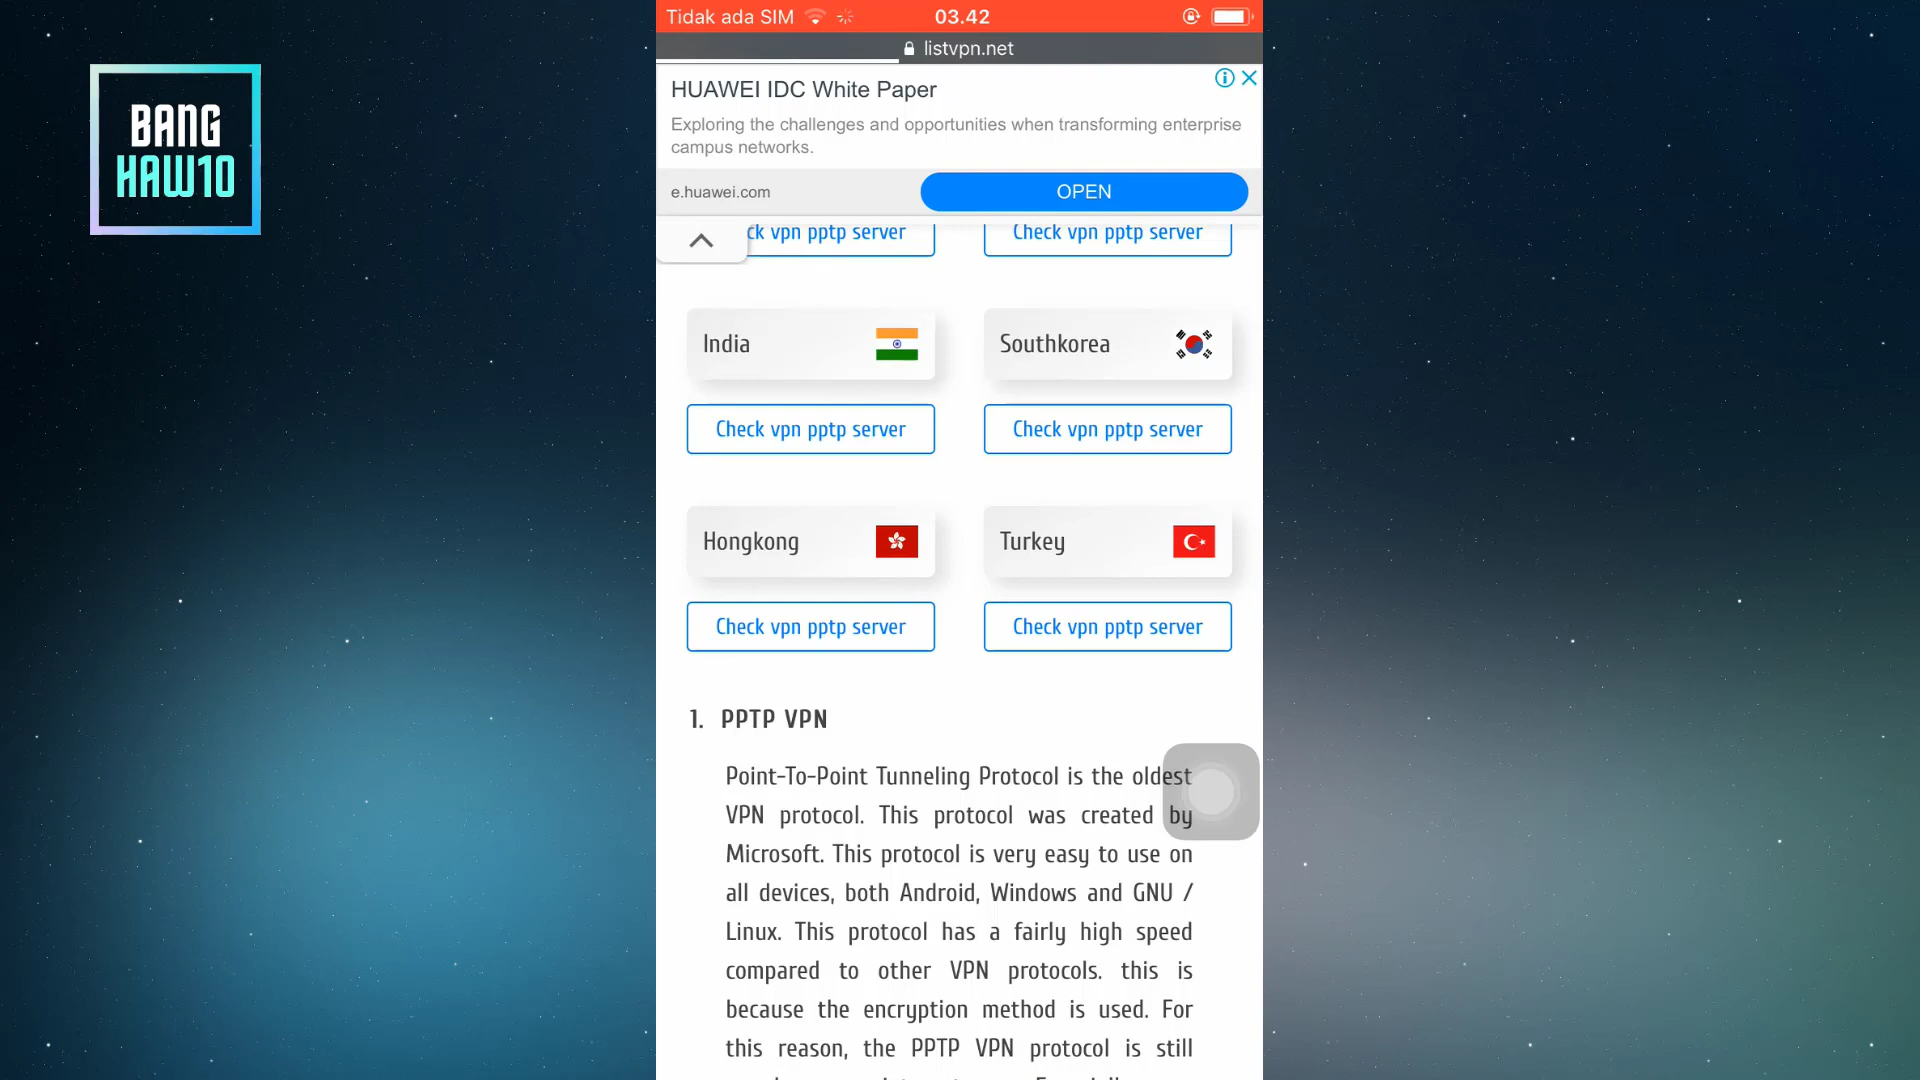 BANG
HAW10
Tidak ada SIM
03.42
listvpn.net
HUAWEI IDC White Paper
Exploring the challenges and opportunities when transforming enterprise
campus networks.
e.huawei.com
OPEN
ck vpn pptp server
Check vpn pptp server
India
Southkorea
Check vpn pptp server
Check vpn pptp server
Hongkong
Turkey
Check vpn pptp server
Check vpn pptp server
1. PPTP VPN
Point-To-Point Tunneling Protocol is the oldest
VPN protocol. This protocol was created by
Microsoft. This protocol is very easy to use on
all devices, both Android, Windows and GNU /
Linux. This protocol has a fairly high speed
compared to other VPN protocols. this is
because the encryption method is used. For
this reason, the PPTP VPN protocol is still